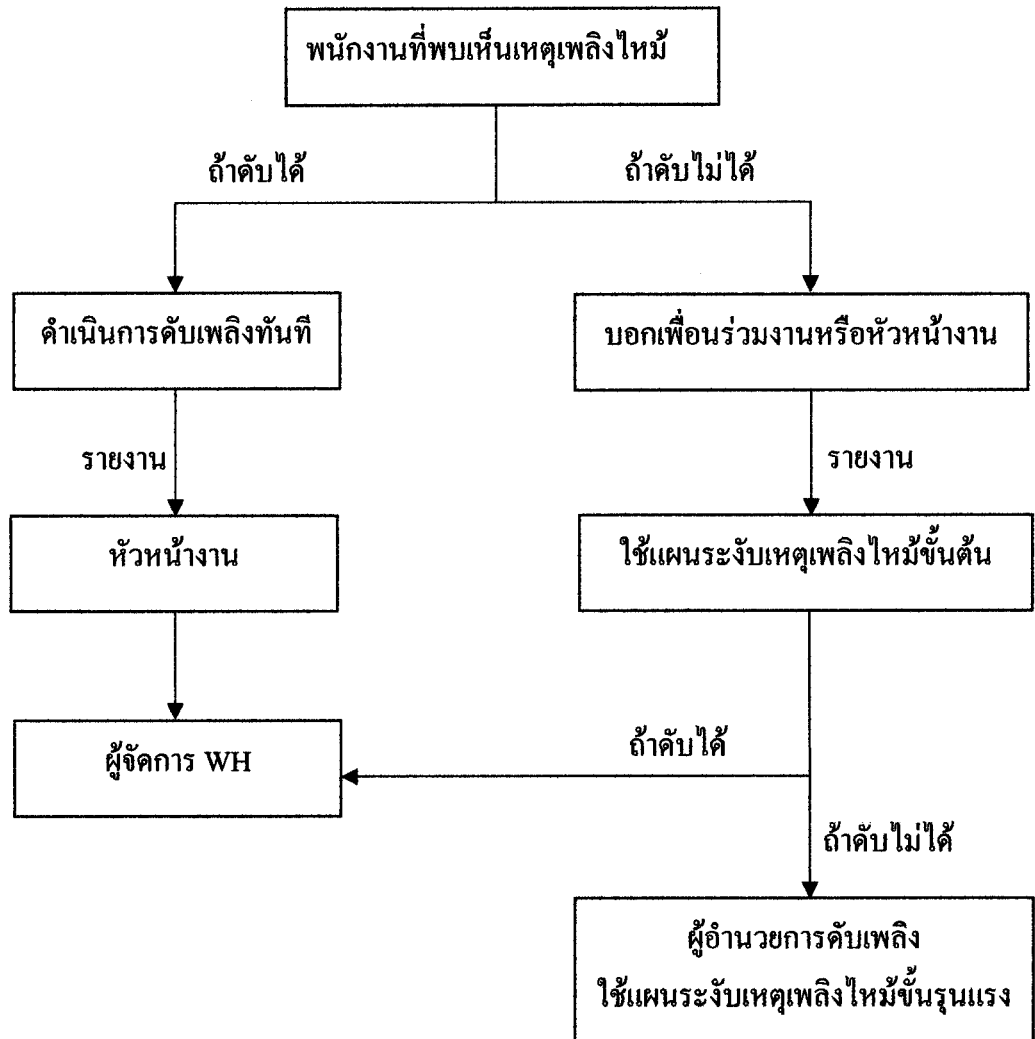 พนักงานที่พบเห็นเหตุเพลิงไหม้
ถ้าดับได้
ถ้าดับไม่ได้
ดำเนินการดับเพลิงทันที
บอกเพื่อนร่วมงานหรือหัวหน้างาน
รายงาน
รายงาน
หัวหน้างาน
ใช้แผนระงับเหตุเพลิงไหม้ขั้นต้น
ผู้จัดการ WH
ถ้าดับได้
ถ้าดับไม่ได้
ผู้อำนวยการดับเพลิง
ใช้แผนระงับเหตุเพลิงไหม้ขั้นรุนแรง